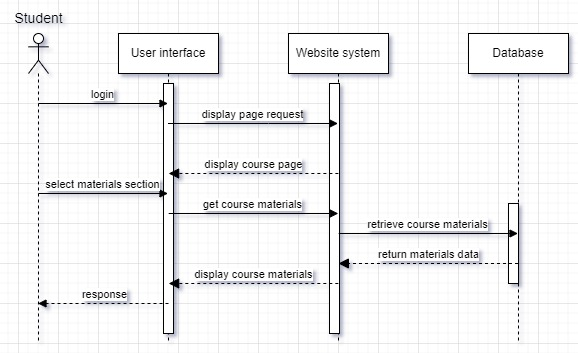 Student
User interface
Website system
Database
login
display page request
display course page
select materials section
get course materials
retrieve course materials
return materials data
display course materials
response